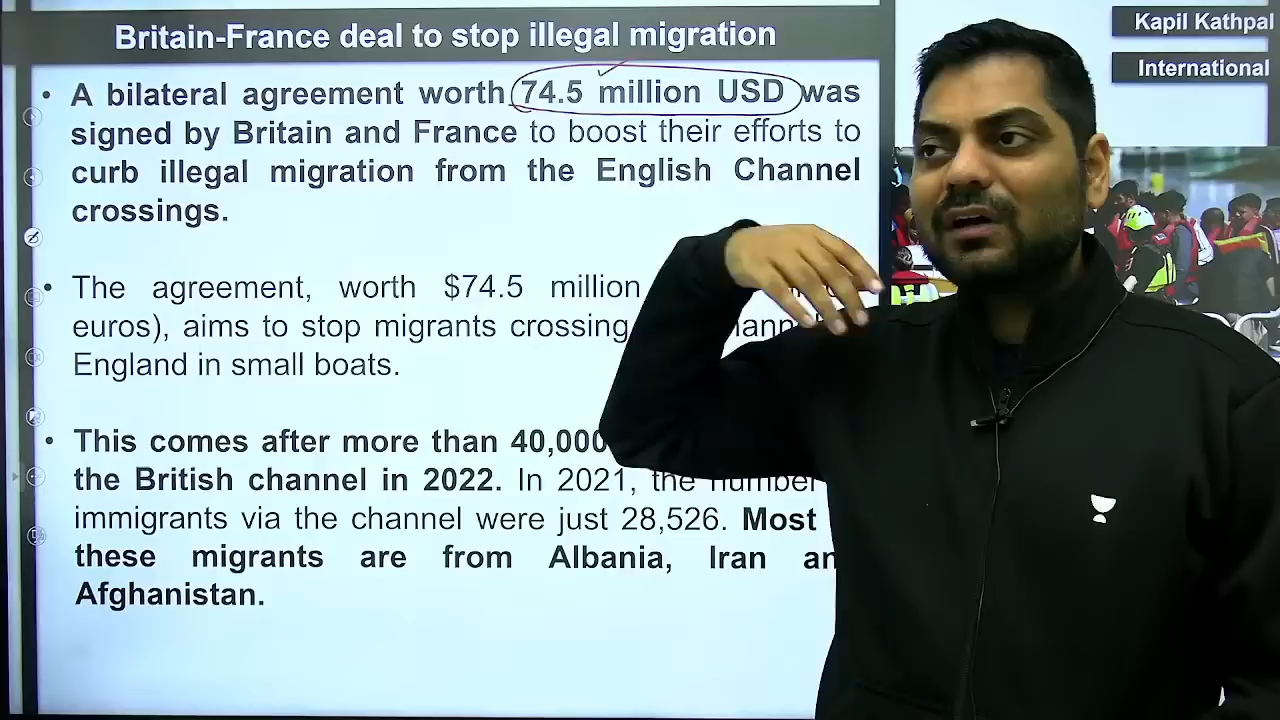 Britain-France deal to stop illegal migration
Kapil Kathpal
International
• A bilateral agreement worth 74.5 million USD was
signed by Britain and France to boost their efforts to
curb illegal migration from the English Channel
crossings.
• The agreement, worth $74.5 million
euros), aims to stop migrants crossing
England in small boats.
• This comes after more than 40,000
the British channel in 2022. In 2021, the number
immigrants via the channel were just 28,526. Most
these migrants are from Albania, Iran
Afghanistan.